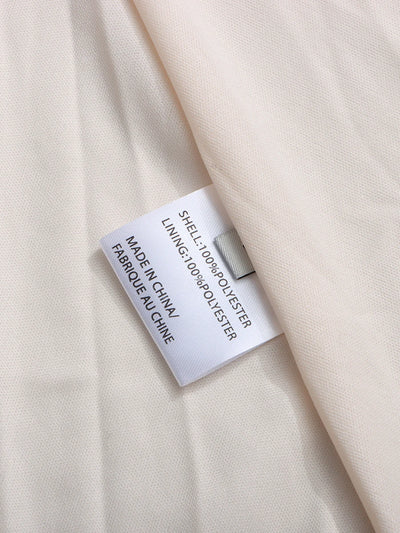 SHELL:100%POLYESTER
LINING:100%POLYESTER
MADE IN CHINA/
FABRIQUE AU CHINE